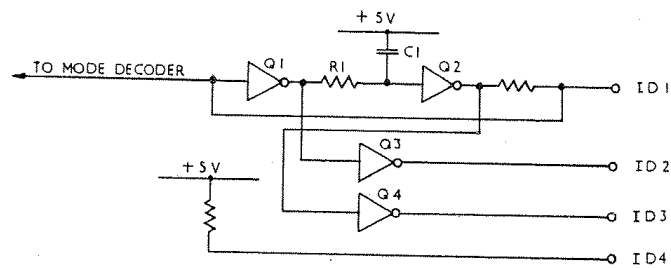 + 5V
C1
TO MODE DECODER
Q1
R1
Q2
ID1
Q3
ID2
+ 5V
Q4
ID3
ID4